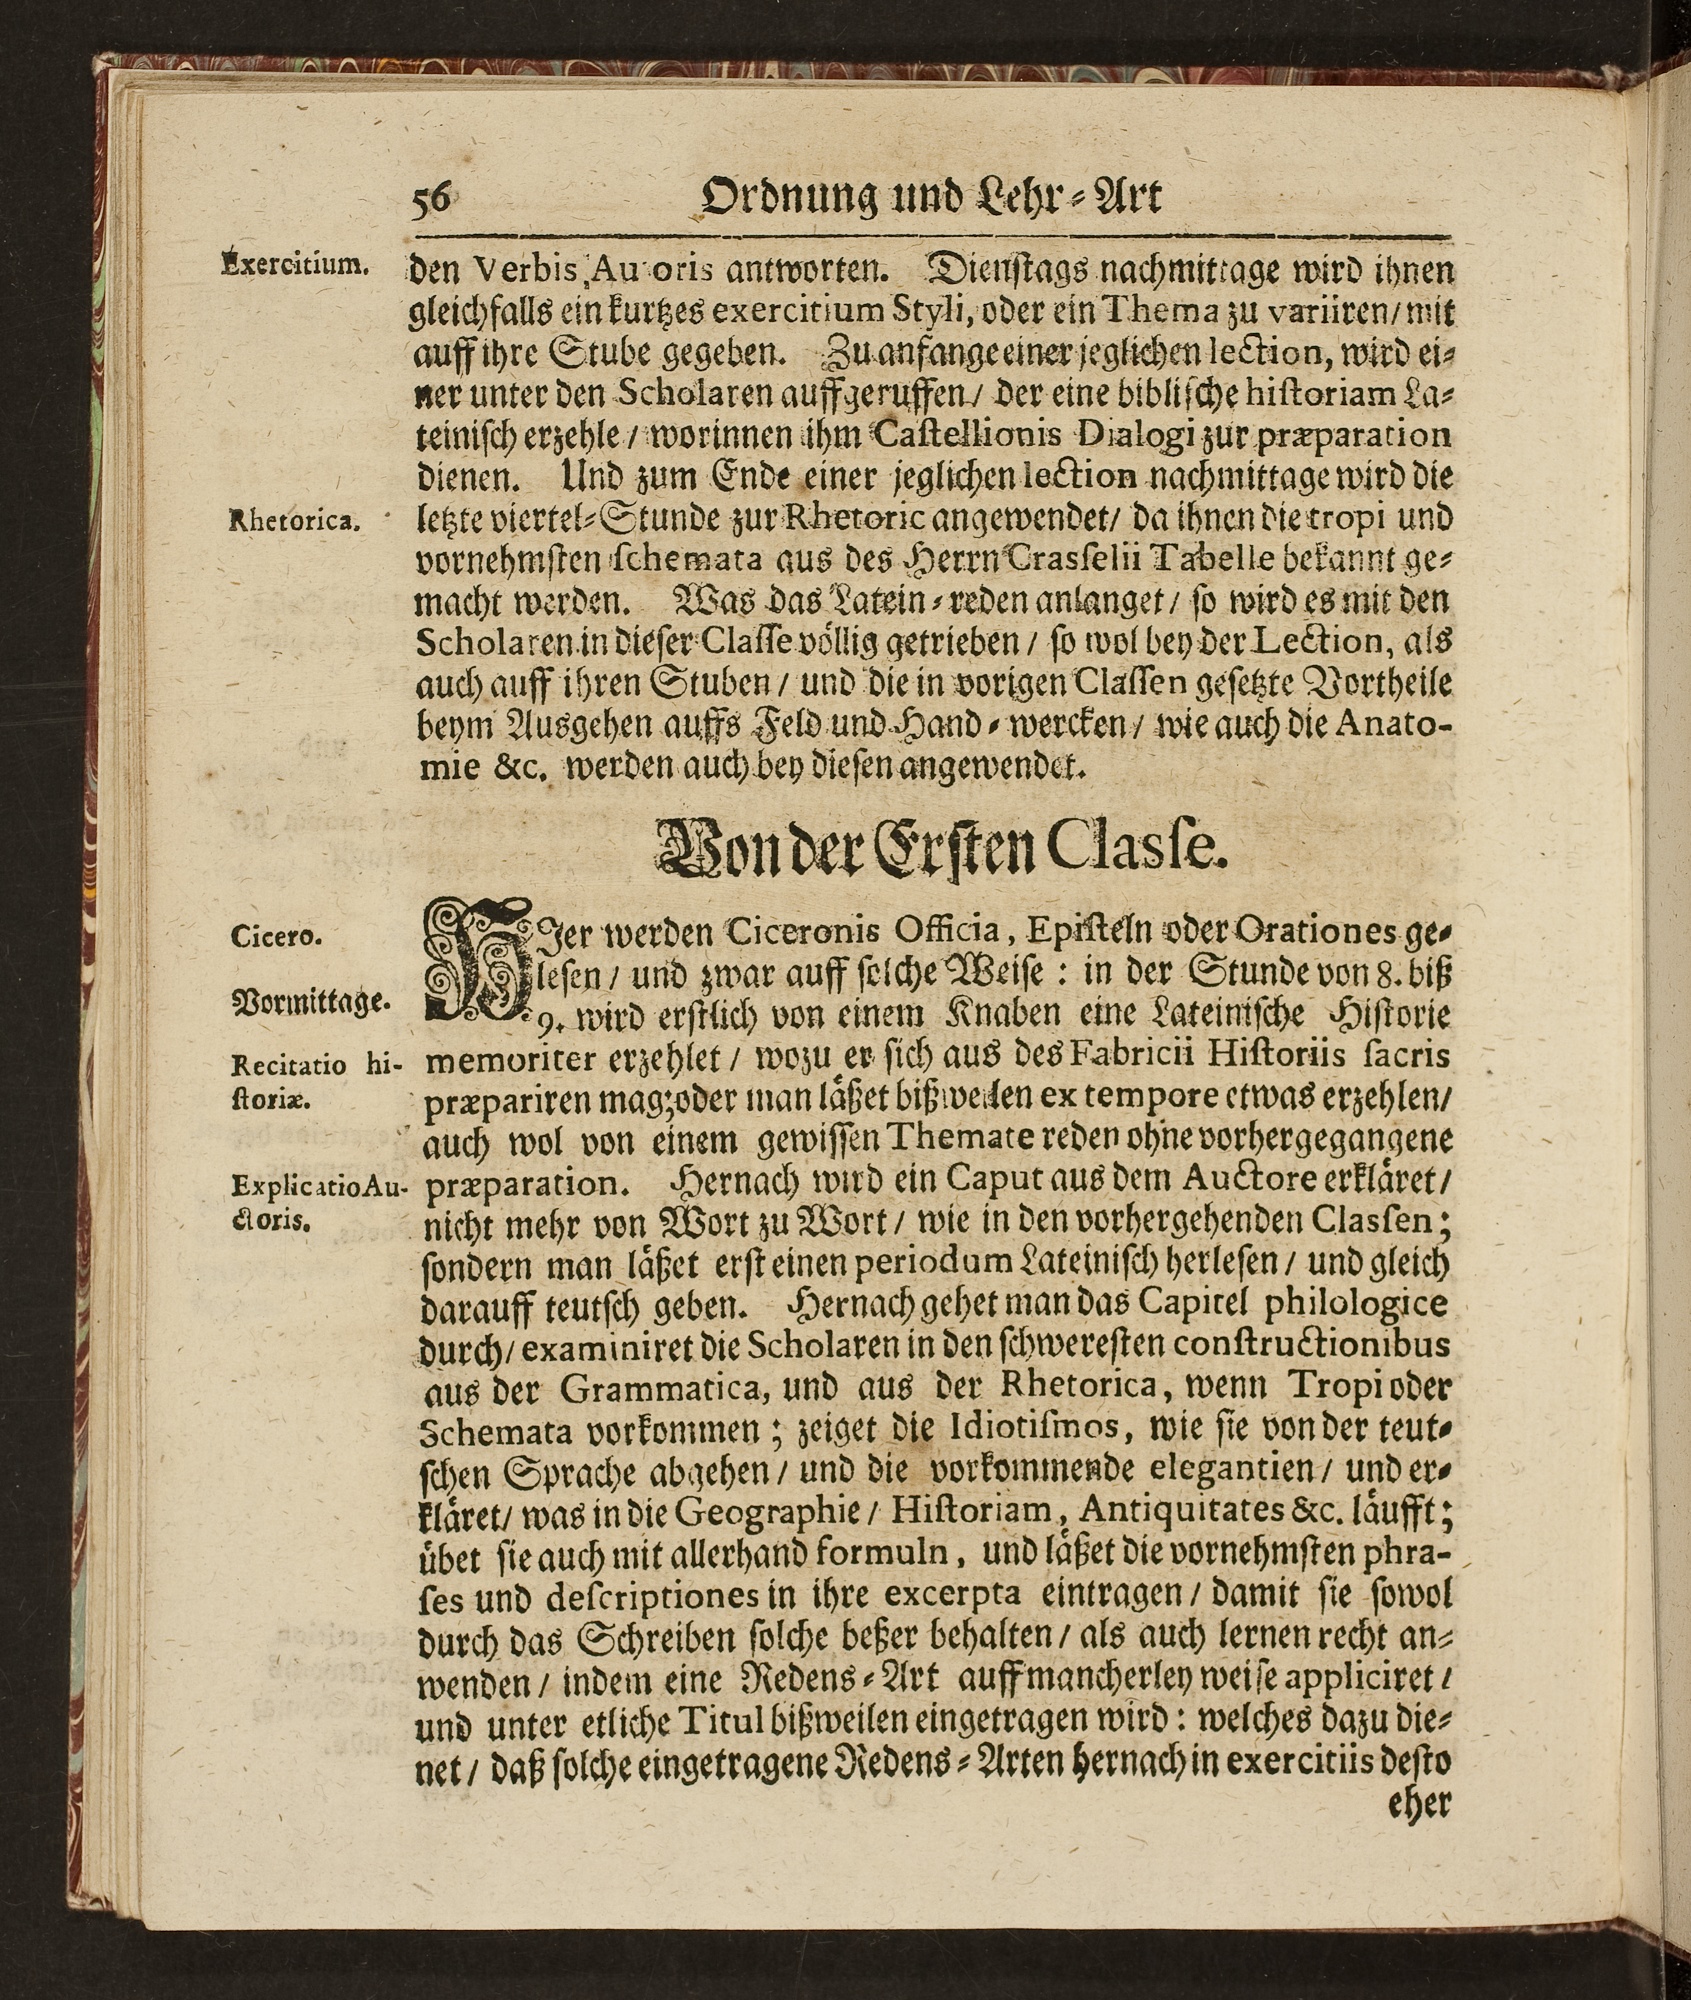 56 Ordnung und Lehr-Art
Exercitium.
den Verbis Autoris antworten. Dienſtags nachmittage wird ihnen
gleichfalls ein kurtzes exercitium Styli, oder ein Thema zu variiren/ mit
auff ihre Stube gegeben. Zu anfange einer jeglichen lection, wird ei-
ner unter den Scholaren auffgeruffen/ der eine bibliſche hiſtoriam La-
teiniſch erzehle/ worinnen ihm Caſtellionis Dialogi zur præparation
dienen. Und zum Ende einer jeglichen lection nachmittage wird die
Rhetorica.
letzte viertel-Stunde zur Rhetoric angewendet/ da ihnen die tropi und
vornehmſten ſchemata aus des Herrn Craſſelii Tabelle bekannt ge-
macht werden. Was das Latein-reden anlanget/ ſo wird es mit den
Scholaren in dieſer Claſſe völlig getrieben/ ſo wol bey der Lection, als
auch auff ihren Stuben/ und die in vorigen Claſſen geſetzte Vortheile
beym Ausgehen auffs Feld und Hand-wercken/ wie auch die Anato-
mie &c. werden auch bey dieſen angewendet.
Von der Erſten Claſſe.
Cicero.
HJer werden Ciceronis Officia, Epiſteln oder Orationes ge-
leſen/ und zwar auff ſolche Weiſe: in der Stunde von 8. biß
Vormittage.
9. wird erſtlich von einem Knaben eine Lateiniſche Hiſtorie
Recitatio hi-
ſtoriæ.
memoriter erzehlet/ wozu er ſich aus des Fabricii Hiſtoriis ſacris
præpariren mag; oder man läßet bißweilen ex tempore etwas erzehlen/
auch wol von einem gewiſſen Themate reden ohne vorhergegangene
Explicatio Au-
ctoris.
præparation. Hernach wird ein Caput aus dem Auctore erkläret/
nicht mehr von Wort zu Wort/ wie in den vorhergehenden Claſſen;
ſondern man läßet erſt einen periodum Lateiniſch herleſen/ und gleich
darauff teutſch geben. Hernach gehet man das Capitel philologice
durch/ examiniret die Scholaren in den ſchwereſten conſtructionibus
aus der Grammatica, und aus der Rhetorica, wenn Tropi oder
Schemata vorkommen; zeiget die Idiotiſmos, wie ſie von der teut-
ſchen Sprache abgehen/ und die vorkommende elegantien/ und er-
kläret/ was in die Geographie/ Hiſtoriam, Antiquitates &c. läufft;
übet ſie auch mit allerhand formuln, und läßet die vornehmſten phra-
ſes und deſcriptiones in ihre excerpta eintragen/ damit ſie ſowol
durch das Schreiben ſolche beßer behalten/ als auch lernen recht an-
wenden/ indem eine Redens-Art auff mancherley weiſe appliciret/
und unter etliche Titul bißweilen eingetragen wird: welches dazu die-
net/ daß ſolche eingetragene Redens-Arten hernach in exercitiis deſto
eher